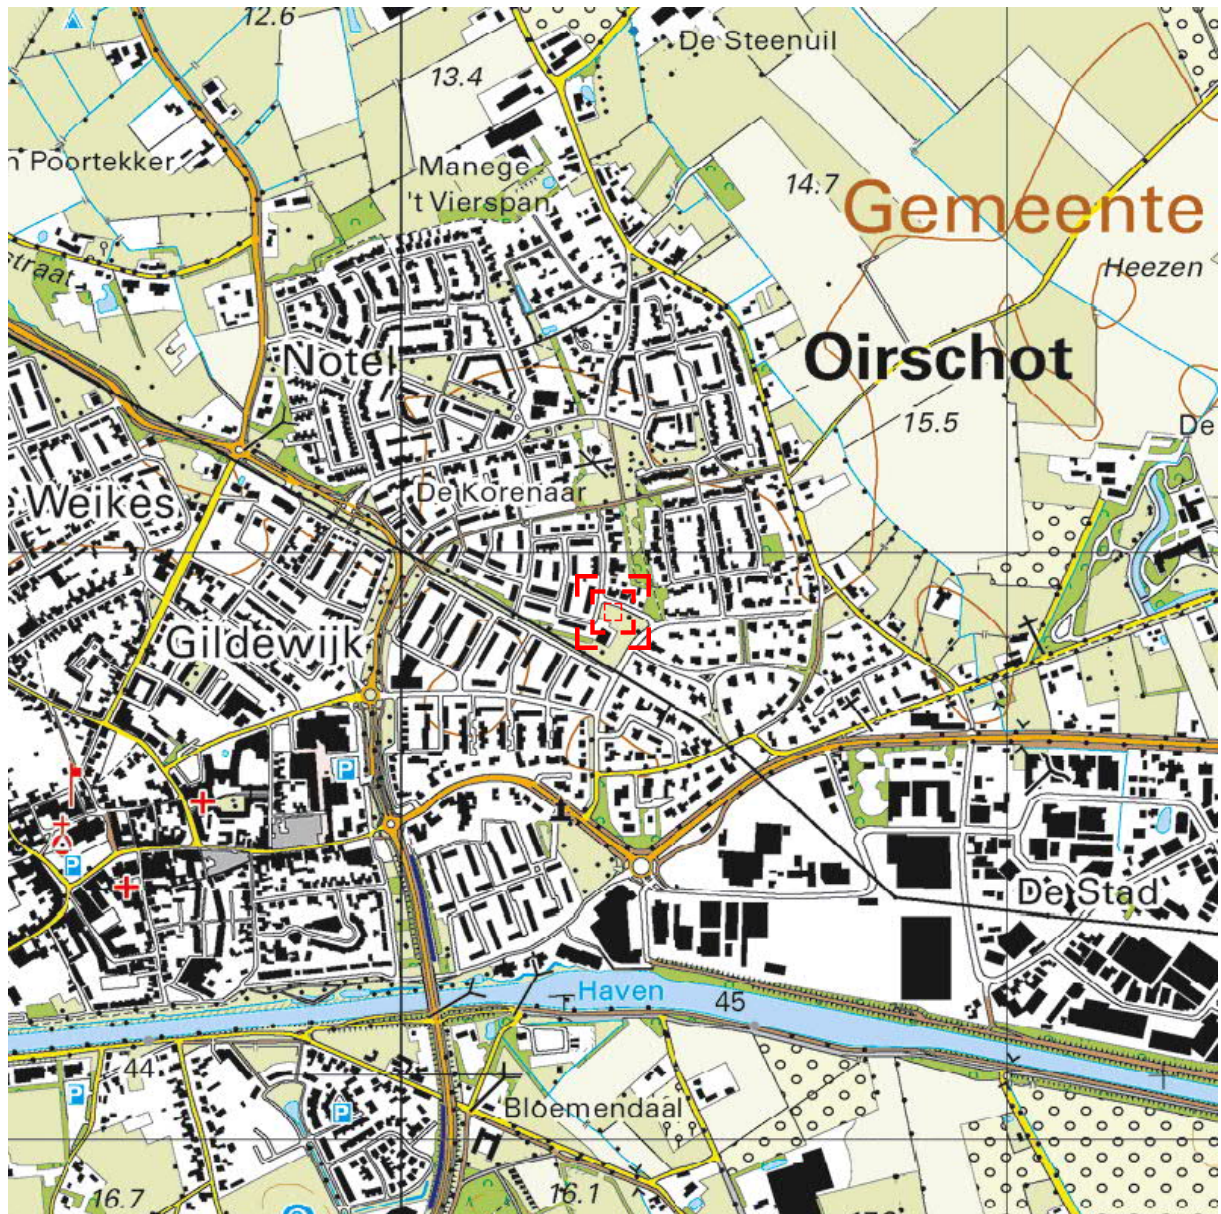 12.6
De Steenuil
13.4
n Poortekker
Manege
't Vierspan
14.7
Gemeente
straat
Heezen
Notel
Oirschot
15.5
De
Weikes
De Korenaar
Gildewijk
P
P
De Stad
Haven
45
44
P
P
Bloemendaal
16.7
16.1